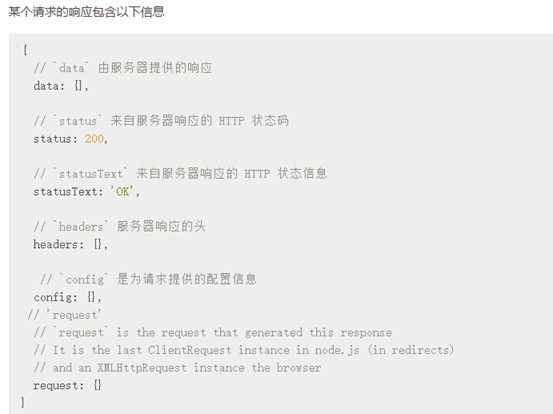 某个请求的响应包含以下信息
{
// `data` 由服务器提供的响应
data: {},
// `status` 来自服务器响应的 HTTP 状态码
status: 200,
// `statusText` 来自服务器响应的 HTTP 状态信息
statusText: 'OK',
// `headers` 服务器响应的头
headers: {},
// `config` 是为请求提供的配置信息
config: {},
// 'request'
// `request` is the request that generated this response
// It is the last ClientRequest instance in node.js (in redirects)
// and an XMLHttpRequest instance the browser
request: {}
}